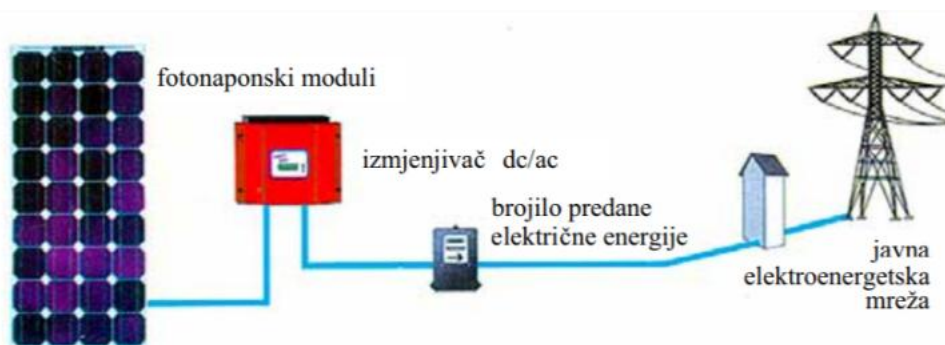 fotonaponski moduli
izmjenjivač dc/ac
brojilo predane
električne energije
javna
elektroenergetska
mreža